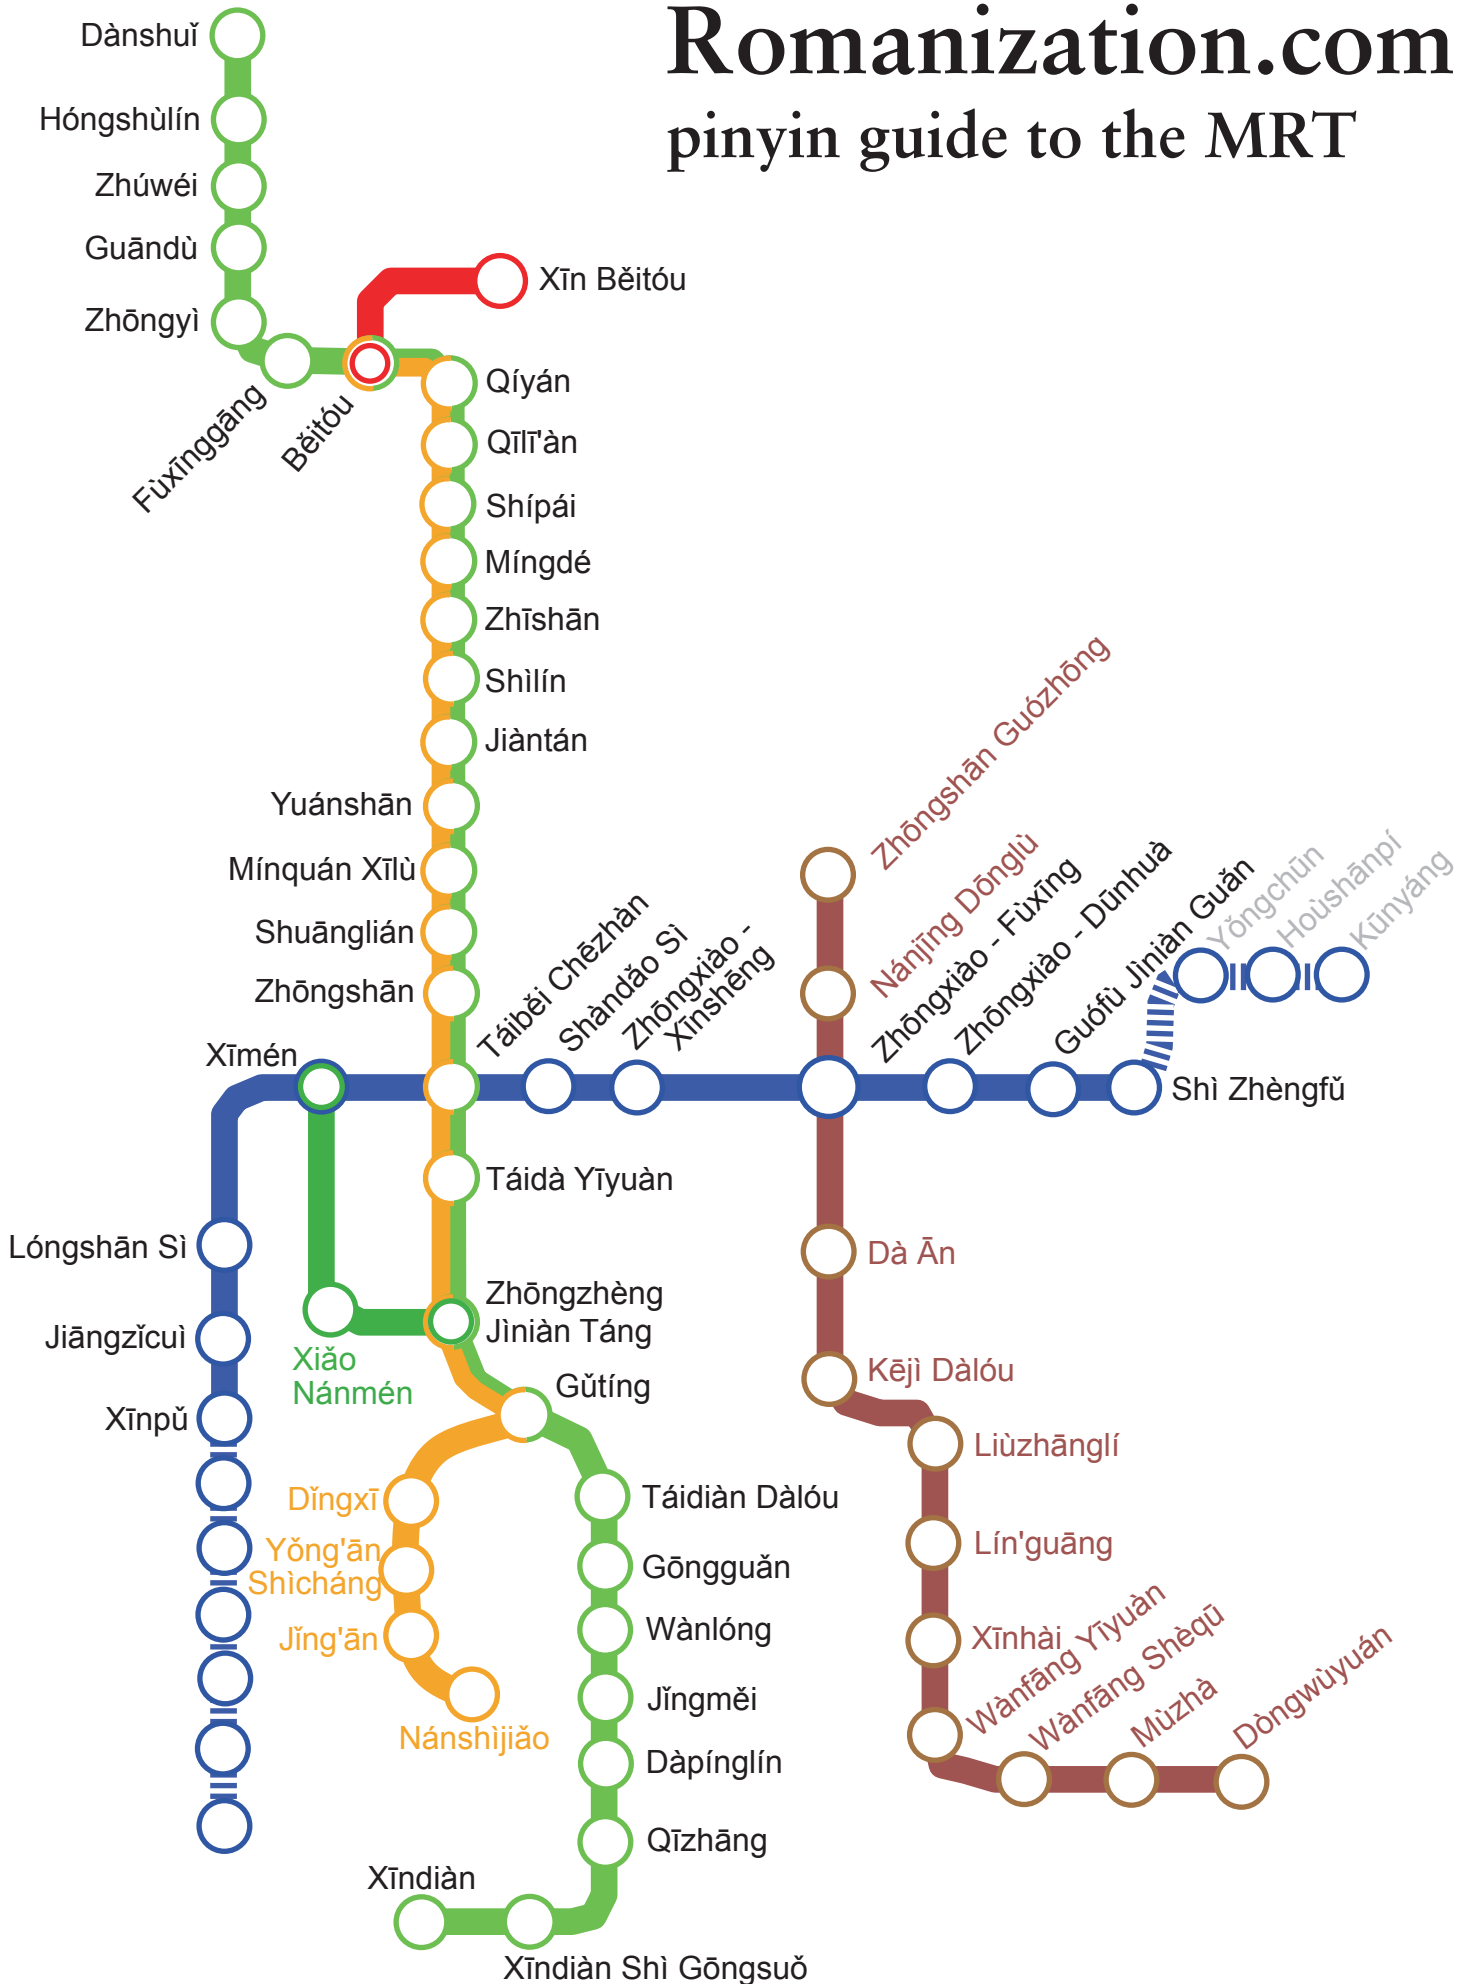 Romanization.com
pinyin guide to the MRT
Dànshuǐ
Hóngshùlín
Zhúwéi
Guāndù
Zhōngyì
Fùxīnggāng
Běitóu
Xīn Běitóu
Qíyán
Qīlī'àn
Shípái
Míngdé
Zhīshān
Shìlín
Jiàntán
Yuánshān
Mínquán Xīlù
Shuānglián
Zhōngshān
Xīmén
Táiběi Chēzhàn
Shàndǎo Sì
Zhōngxiào -
Xīnshēng
Zhōngshān Guózhōng
Nánjīng Dōnglù
Zhōngxiào - Fùxīng
Zhōngxiào - Dūnhuà
Guófù Jìniàn Guǎn
Yǒngchūn
Hoùshānpí
Kūnyáng
Shì Zhèngfǔ
Táidà Yīyuàn
Lóngshān Sì
Jiāngzǐcuì
Xīnpǔ
Xiǎo
Nánmén
Zhōngzhèng
Jìniàn Táng
Gǔtíng
Dà Ān
Kējì Dàlóu
Liùzhānglí
Lín'guāng
Xīnhài
Wànfāng Yīyuàn
Wànfāng Shèqū
Mùzhà
Dòngwùyuán
Dǐngxī
Yǒng'ān
Shìcháng
Jǐng'ān
Nánshìjiǎo
Táidiàn Dàlóu
Gōngguǎn
Wànlóng
Jǐngměi
Dàpínglín
Qīzhāng
Xīndiàn
Xīndiàn Shì Gōngsuǒ